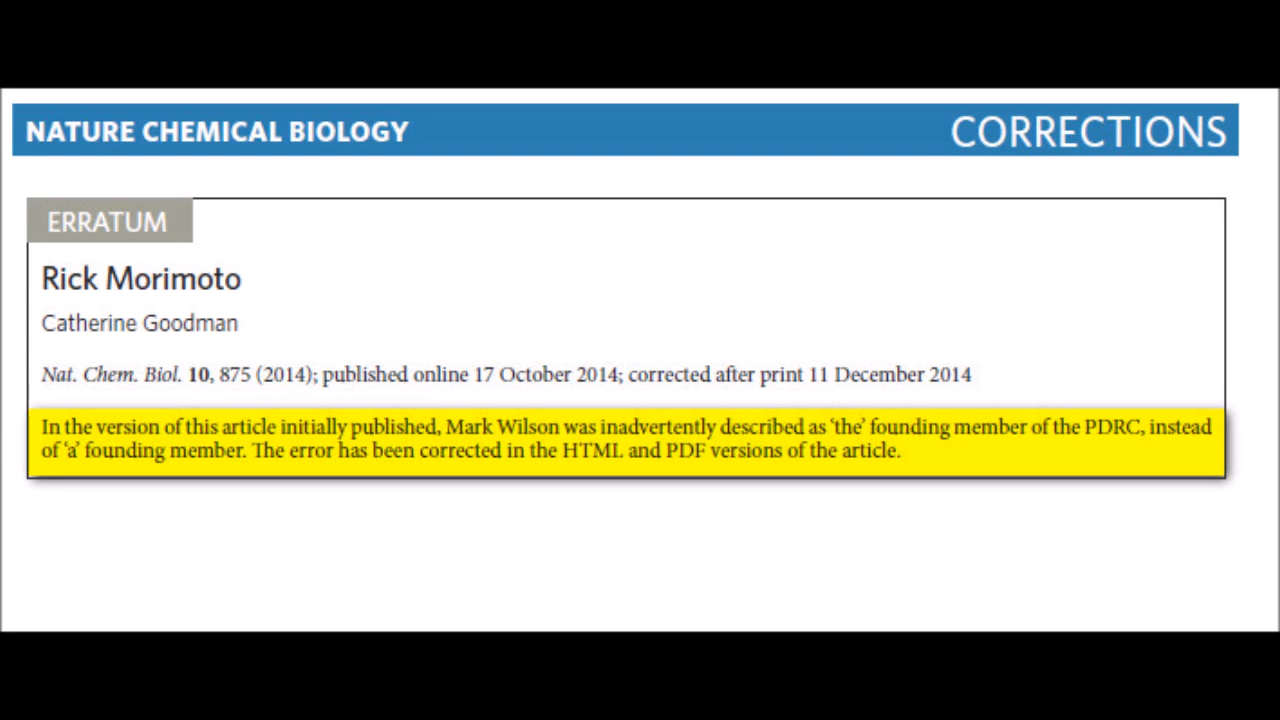 NATURE CHEMICAL BIOLOGY
CORRECTIONS
ERRATUM
Rick Morimoto
Catherine Goodman
Nat. Chem. Biol. 10, 875 (2014); published online 17 October 2014; corrected after print 11 December 2014
In the version of this article initially published, Mark Wilson was inadvertently described as ‘the’ founding member of the PDRC, instead
of ‘a’ founding member. The error has been corrected in the HTML and PDF versions of the article.